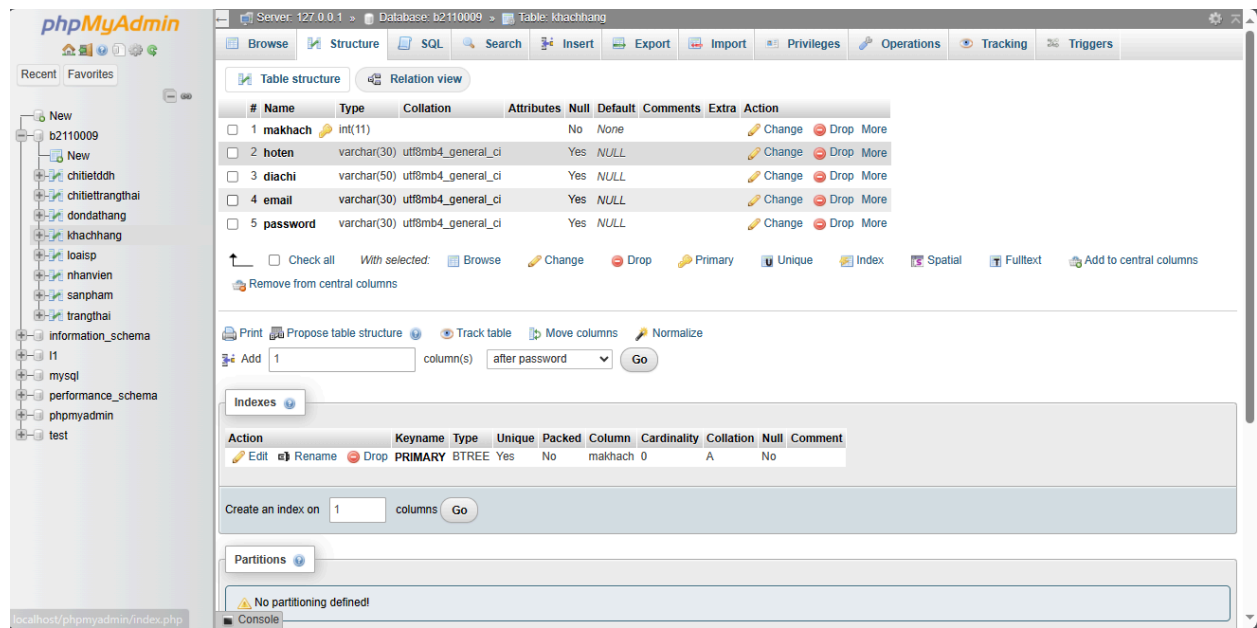 phpMyAdmin
Recent Favorites
New
b2110009
New
chitietddh
chitiettrangthai
dondathang
khachhang
loaisp
nhanvien
sanpham
trangthai
information_schema
l1
mysql
performance_schema
phpmyadmin
test
localhost/phpmyadmin/index.php
Server: 127.0.0.1 » Database: b2110009 » Table: khachhang
Browse Structure SQL Search Insert Export Import Privileges Operations Tracking Triggers
Table structure Relation view
# Name Type Collation Attributes Null Default Comments Extra Action
1 makhach int(11) No None Change Drop More
2 hoten varchar(30) utf8mb4_general_ci Yes NULL Change Drop More
3 diachi varchar(50) utf8mb4_general_ci Yes NULL Change Drop More
4 email varchar(30) utf8mb4_general_ci Yes NULL Change Drop More
5 password varchar(30) utf8mb4_general_ci Yes NULL Change Drop More
Check all With selected: Browse Change Drop Primary Unique Index Spatial Fulltext Add to central columns
Remove from central columns
Print Propose table structure Track table Move columns Normalize
Add 1 column(s) after password Go
Indexes
Action Keyname Type Unique Packed Column Cardinality Collation Null Comment
Edit Rename Drop PRIMARY BTREE Yes No makhach 0 A No
Create an index on 1 columns Go
Partitions
No partitioning defined!
Console